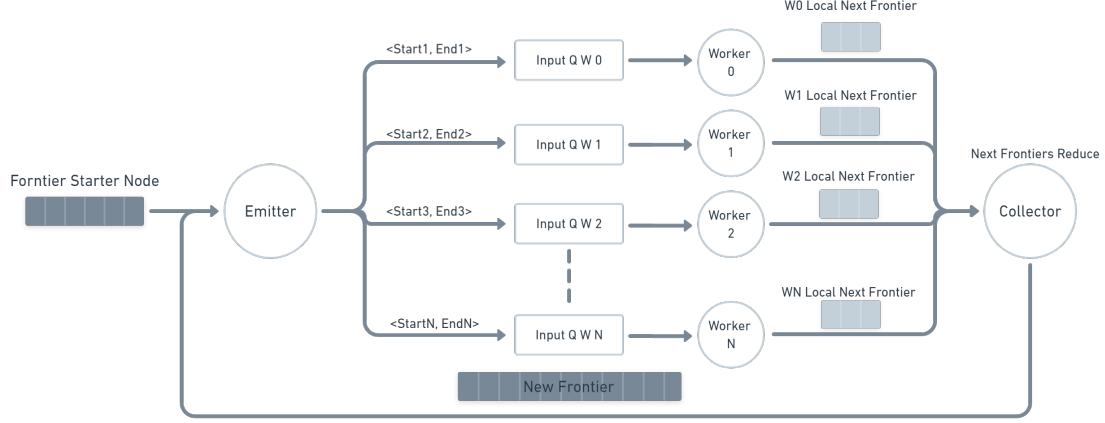 W0 Local Next Frontier
<Start1, End1>
Input Q W 0
Worker
0
W1 Local Next Frontier
<Start2, End2>
Input Q W 1
Worker
1
Next Frontiers Reduce
Forntier Starter Node
W2 Local Next Frontier
Emitter
<Start3, End3>
Input Q W 2
Worker
2
Collector
WN Local Next Frontier
<StartN, EndN>
Input Q W N
Worker
N
New Frontier